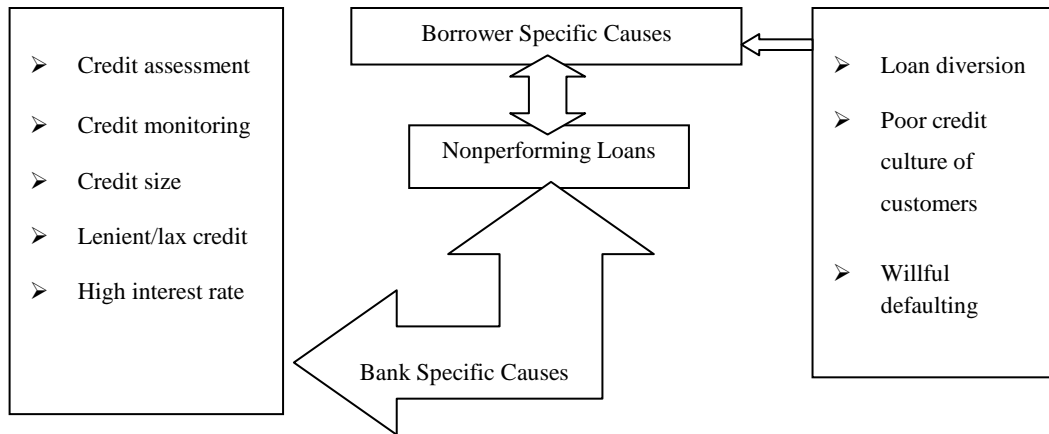 Credit assessment
Credit monitoring
Credit size
Lenient/lax credit
High interest rate
Borrower Specific Causes
Nonperforming Loans
Bank Specific Causes
Loan diversion
Poor credit
culture of
customers
Willful
defaulting